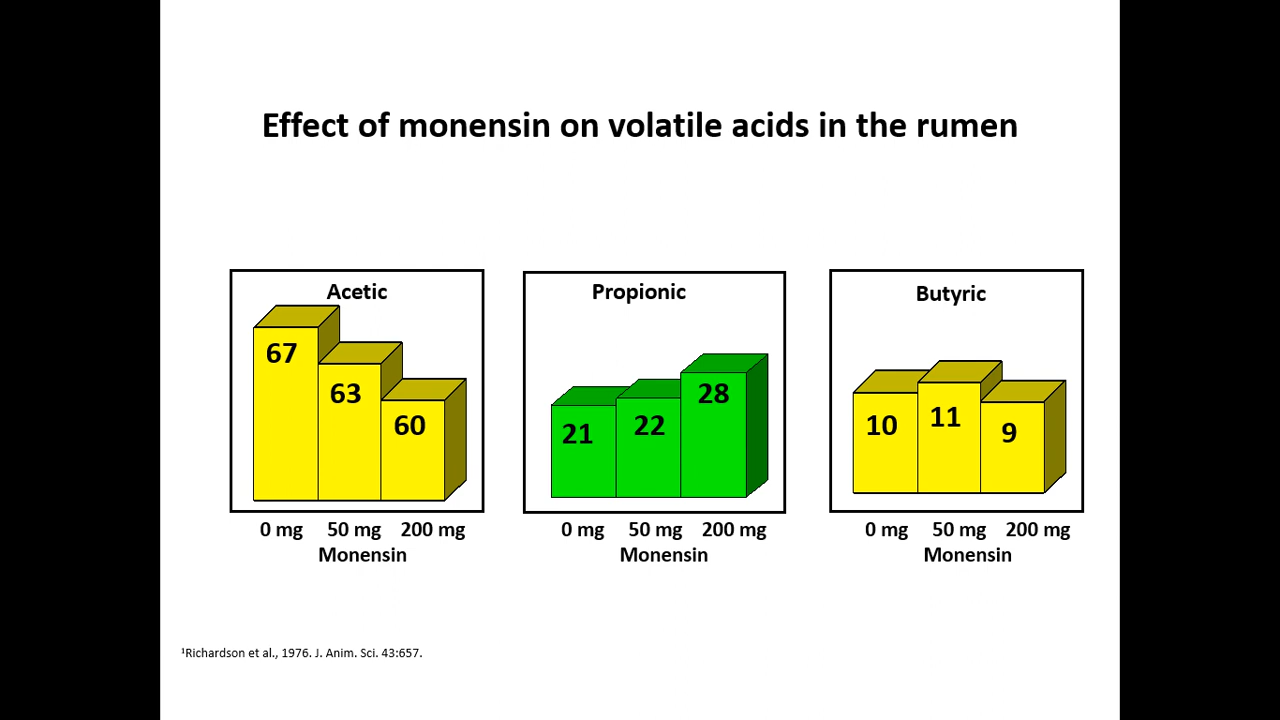 Effect of monensin on volatile acids in the rumen
Acetic
67
63
60
0 mg 50 mg 200 mg
Monensin
Propionic
21
22
28
0 mg 50 mg 200 mg
Monensin
Butyric
10
11
9
0 mg 50 mg 200 mg
Monensin
¹Richardson et al., 1976. J. Anim. Sci. 43:657.